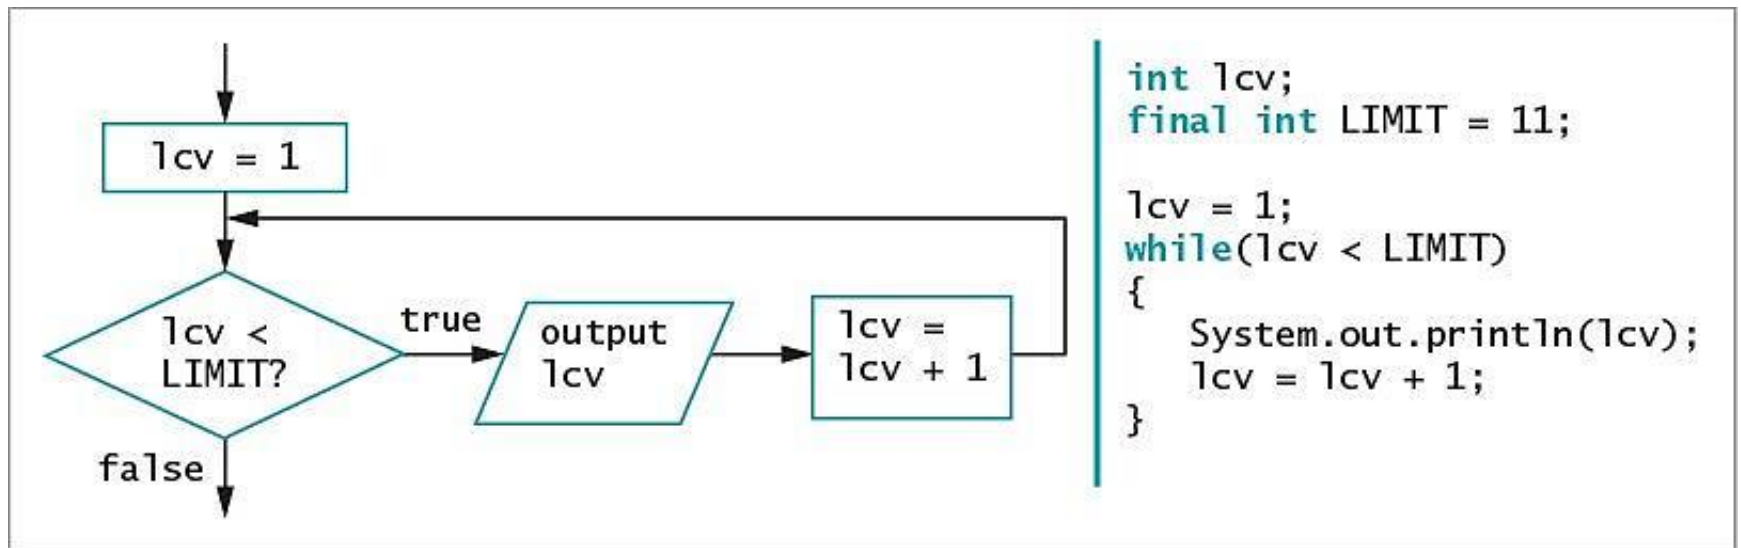 lcv = 1
lcv <
LIMIT?
true
false
output
lcv
lcv =
lcv + 1
int lcv;
final int LIMIT = 11;
lcv = 1;
while(lcv < LIMIT)
{
System.out.println(lcv);
lcv = lcv + 1;
}